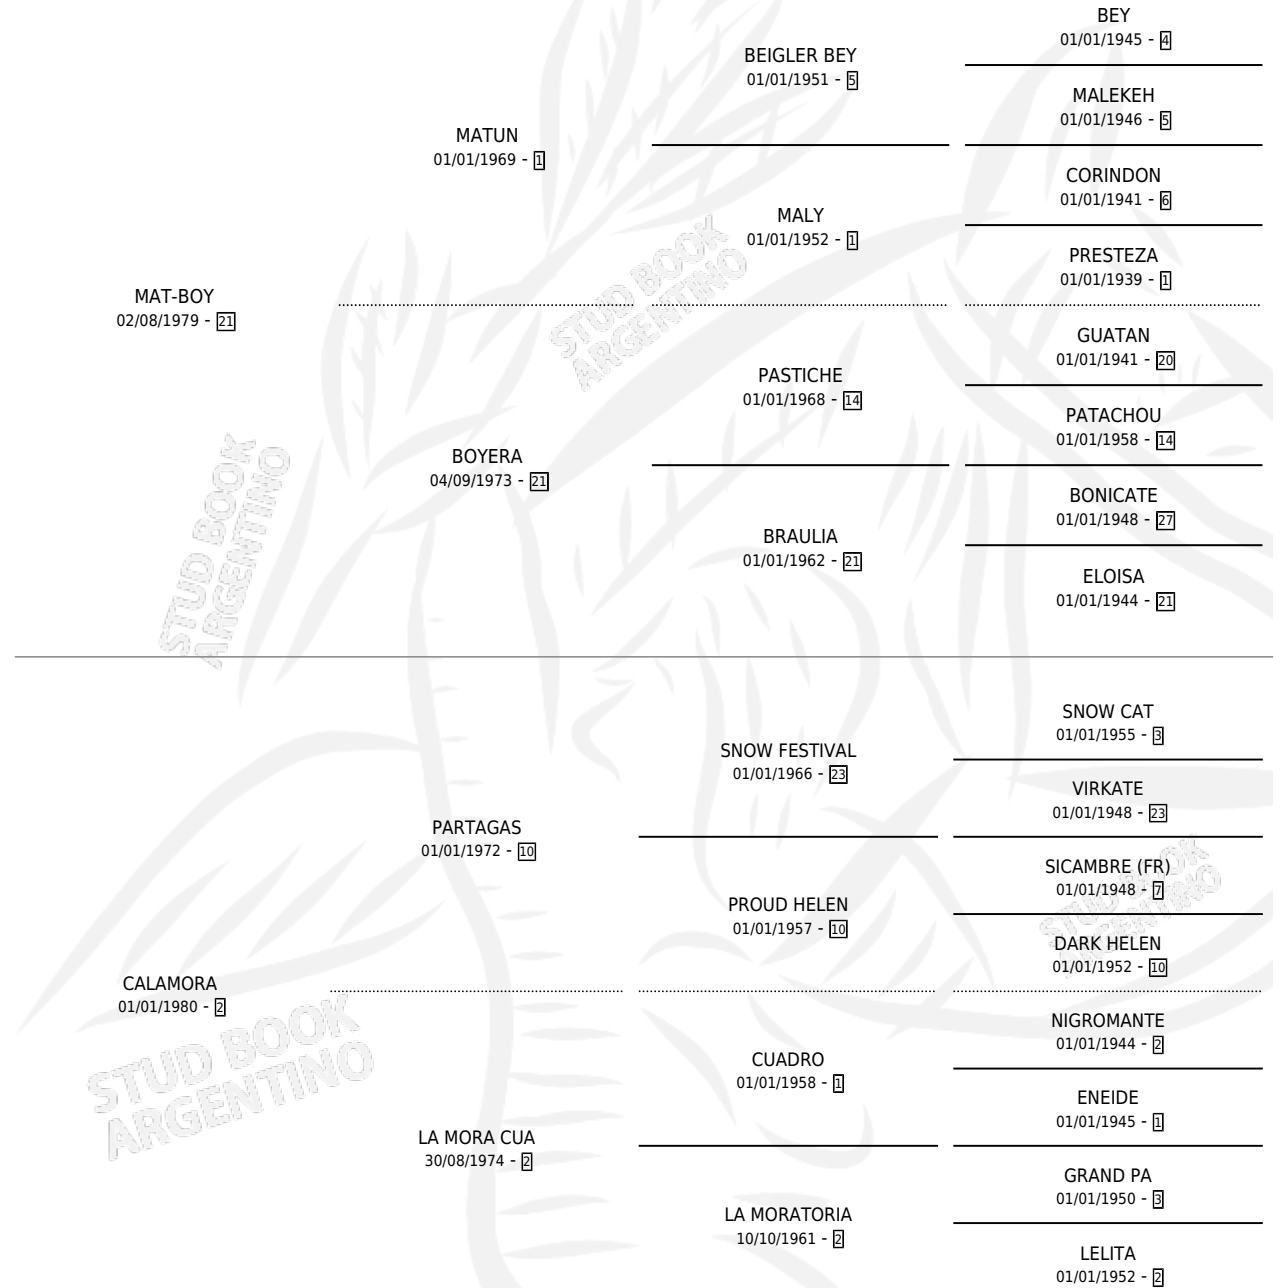 BEY
01/01/1945 - 4
BEIGLER BEY
01/01/1951 - 5
MALEKEH
01/01/1946 - 5
MATUN
01/01/1969 - 1
CORINDON
01/01/1941 - 6
MALY
01/01/1952 - 1
PRESTEZA
01/01/1939 - 1
MAT-BOY
02/08/1979 - 21
GUATAN
01/01/1941 - 20
PASTICHE
01/01/1968 - 14
PATACHOU
01/01/1958 - 14
BOYERA
04/09/1973 - 21
BONICATE
01/01/1948 - 27
BRAULIA
01/01/1962 - 21
ELOISA
01/01/1944 - 21
SNOW CAT
01/01/1955 - 3
SNOW FESTIVAL
01/01/1966 - 23
VIRKATE
01/01/1948 - 23
PARTAGAS
01/01/1972 - 10
SICAMBRE (FR)
01/01/1948 - 7
PROUD HELEN
01/01/1957 - 10
DARK HELEN
01/01/1952 - 10
CALAMORA
01/01/1980 - 2
NIGROMANTE
01/01/1944 - 2
CUADRO
01/01/1958 - 1
ENEIDE
01/01/1945 - 1
LA MORA CUA
30/08/1974 - 2
GRAND PA
01/01/1950 - 3
LA MORATORIA
10/10/1961 - 2
LELITA
01/01/1952 - 2
STUD BOOK
ARGENTINO
STUD BOOK
ARGENTINO
STUD BOOK
ARGENTINO
STUD BOOK
ARGENTINO